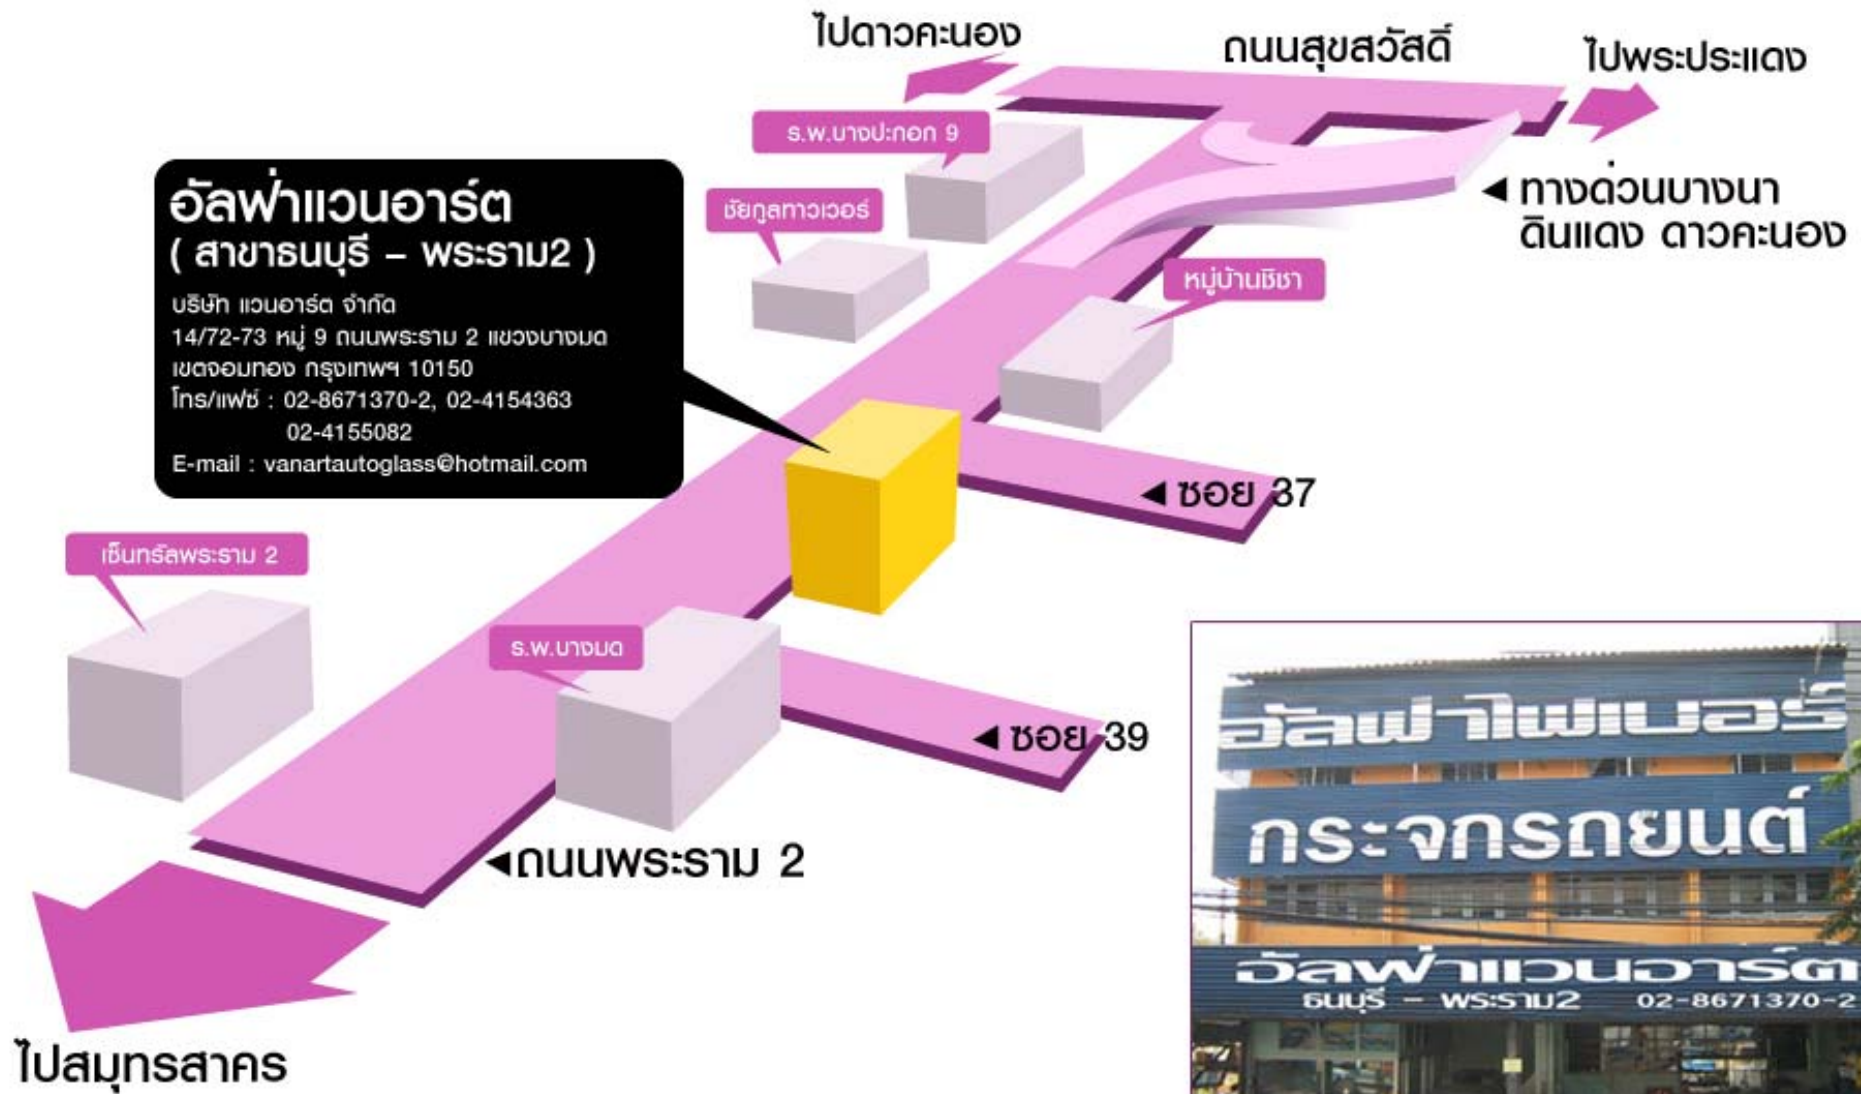 ไปดาวคะนอง
ถนนสุขสวัสดิ์
ไปพระประแดง
ร.พ.บางปะกอก 9
ชัยกูลทาวเวอร์
ทางด่วนบางนา
ดินแดง ดาวคะนอง
หมู่บ้านชิชา
อัลฟ่าแวนอาร์ต
( สาขาธนบุรี – พระราม2 )
บริษัท แวนอาร์ต จำกัด
14/72-73 หมู่ 9 ถนนพระราม 2 แขวงบางมด
เขตจอมทอง กรุงเทพฯ 10150
โทร/แฟซ์ : 02-8671370-2, 02-4154363
02-4155082
E-mail : vanartautoglass@hotmail.com
ซอย 37
เซ็นทรัลพระราม 2
ร.พ.บางมด
ซอย 39
ถนนพระราม 2
ไปสมุทรสาคร
อัลฟ่าไฟเบอร์
กระจกรถยนต์
อัลฟ่าแวนอาร์ต
ธนบุรี – พระราม2 02-8671370-2